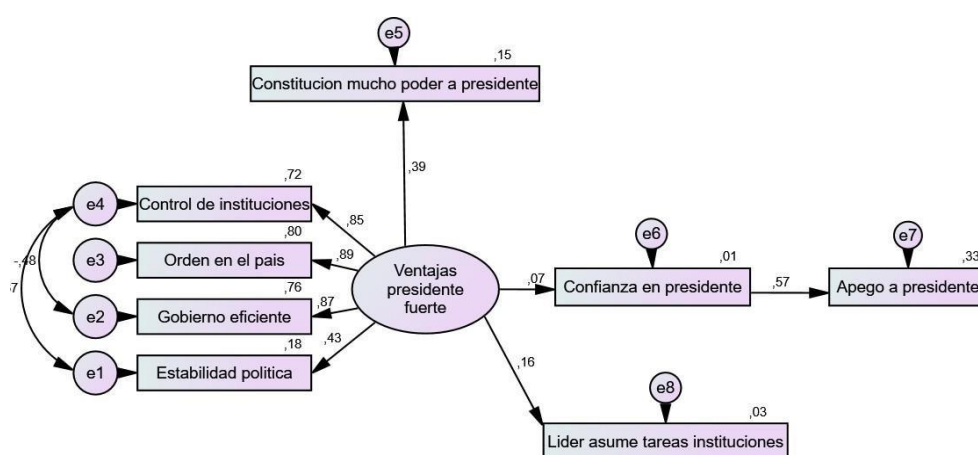 e5
,15
Constitucion mucho poder a presidente
,39
,72
e4
Control de instituciones
,85
,80
e3
Orden en el pais
,89
-,48
,76
e2
Gobierno eficiente
,87
,18
e1
Estabilidad politica
,43
Ventajas
presidente
fuerte
,07
e6
,01
Confianza en presidente
,57
e7
,33
Apego a presidente
,16
e8
,03
Lider asume tareas instituciones